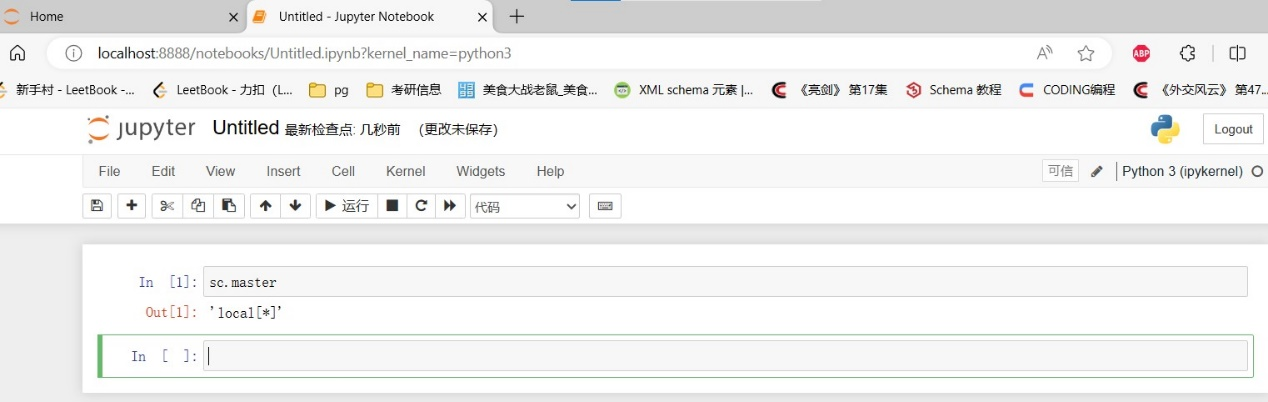 Home
Untitled - Jupyter Notebook
localhost:8888/notebooks/Untitled.ipynb?kernel_name=python3
A
ABP
新手村 - LeetBook -...
LeetBook - 力扣（L...
pg
考研信息
美食大战老鼠_美食...
XML schema 元素 |...
《亮剑》 第17集
Schema 教程
CODING编程
《外交风云》 第47...
jupyter Untitled 最新检查点: 几秒前 (更改未保存)
Logout
File Edit View Insert Cell Kernel Widgets Help
可信
Python 3 (ipykernel)
运行
代码
In [1]: sc.master
Out[1]: 'local[*]'
In [ ]: